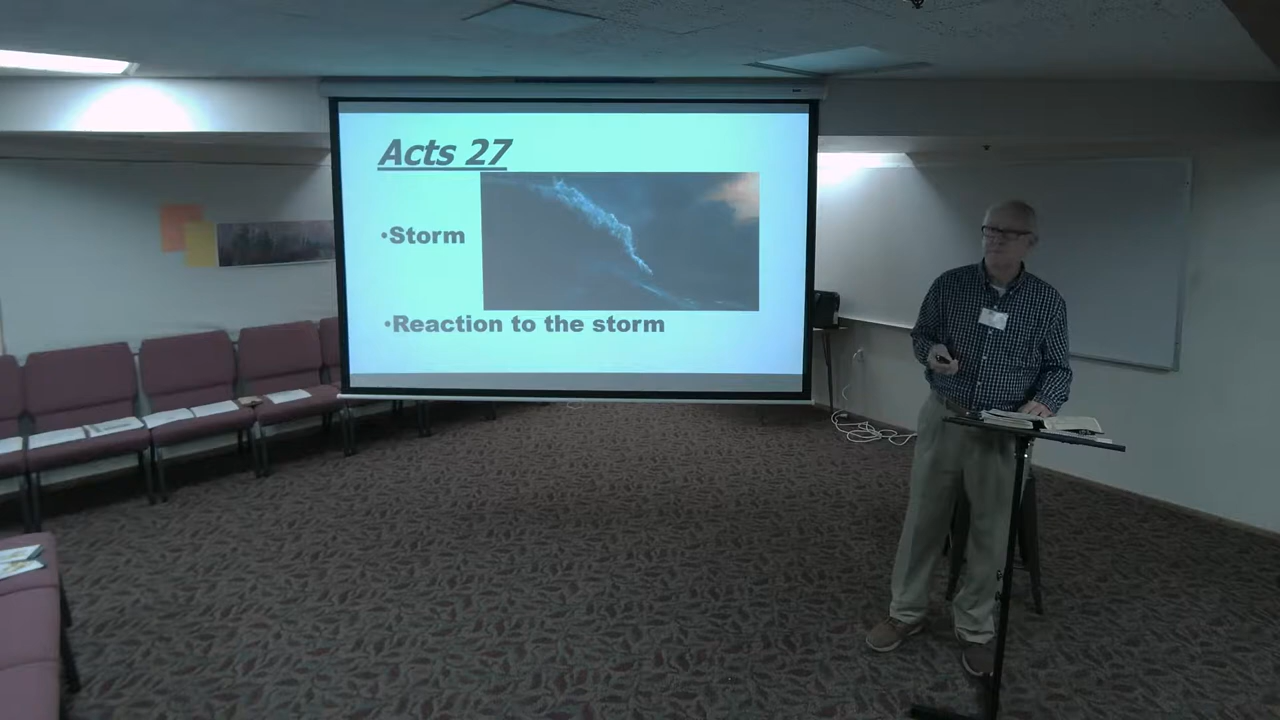 Acts 27
•Storm
•Reaction to the storm